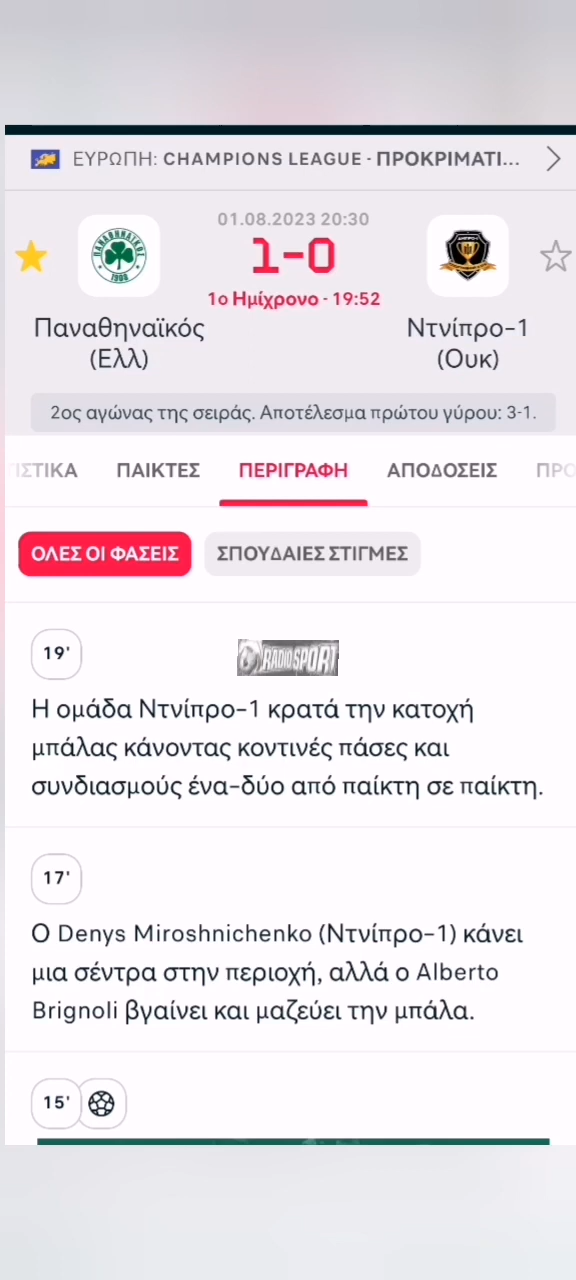 ΕΥΡΩΠΗ: CHAMPIONS LEAGUE - ΠΡΟΚΡΙΜΑΤΙ...
01.08.2023 20:30
1-0
1ο Ημίχρονο - 19:52
ΠΑΝΑΘΗΝΑΪΚΟΣ
1908
Παναθηναϊκός
(Ελλ)
Ντνίπρο-1
(Ουκ)
2ος αγώνας της σειράς. Αποτέλεσμα πρώτου γύρου: 3-1.
ΙΣΤΙΚΑ ΠΑΙΚΤΕΣ ΠΕΡΙΓΡΑΦΗ ΑΠΟΔΟΣΕΙΣ ΠΡΟ
ΟΛΕΣ ΟΙ ΦΑΣΕΙΣ ΣΠΟΥΔΑΙΕΣ ΣΤΙΓΜΕΣ
19'
RADIO SPORT
Η ομάδα Ντνίπρο-1 κρατά την κατοχή
μπάλας κάνοντας κοντινές πάσες και
συνδιασμούς ένα-δύο από παίκτη σε παίκτη.
17'
Ο Denys Miroshnichenko (Ντνίπρο-1) κάνει
μια σέντρα στην περιοχή, αλλά ο Alberto
Brignoli βγαίνει και μαζεύει την μπάλα.
15'